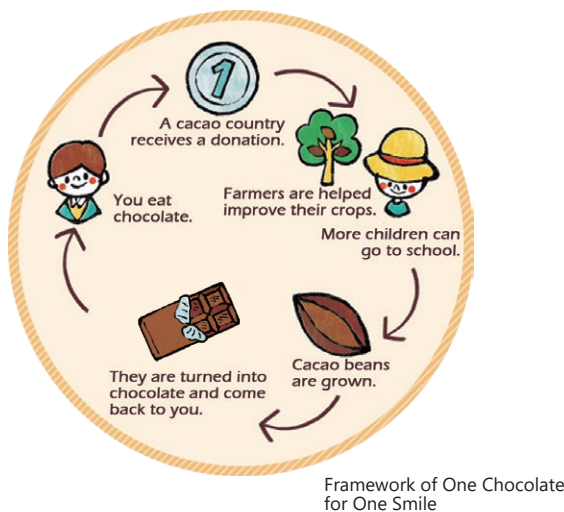 1
A cacao country
receives a donation.
Farmers are helped
improve their crops.
More children can
go to school.
Cacao beans
are grown.
They are turned into
chocolate and come
back to you.
You eat
chocolate.
Framework of One Chocolate
for One Smile